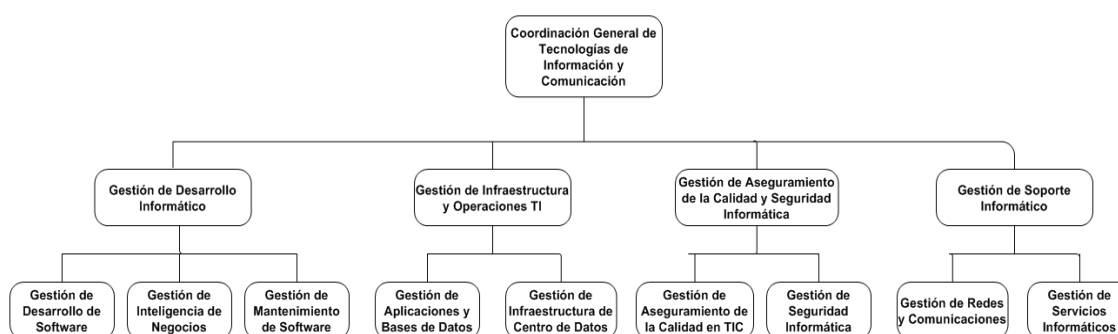 Coordinación General de
Tecnologías de
Información y
Comunicación
Gestión de Desarrollo
Informático
Gestión de Infraestructura
y Operaciones TI
Gestión de Aseguramiento
de la Calidad y Seguridad
Informática
Gestión de Soporte
Informático
Gestión de
Desarrollo de
Software
Gestión de
Inteligencia de
Negocios
Gestión de
Mantenimiento
de Software
Gestión de
Aplicaciones y
Bases de Datos
Gestión de
Infraestructura de
Centro de Datos
Gestión de
Aseguramiento de
la Calidad en TIC
Gestión de
Seguridad
Informática
Gestión de Redes
y Comunicaciones
Gestión de
Servicios
Informáticos